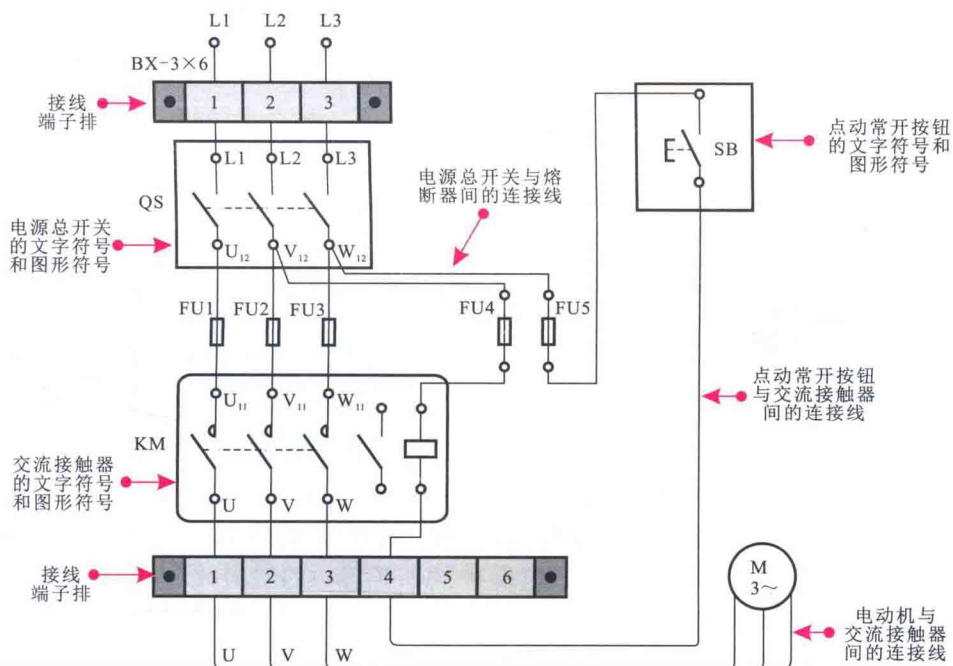 L1 L2 L3
BX-3×6
接线
端子排
1 2 3
点动常开按钮
的文字符号和
图形符号
SB
L1 L2 L3
电源总开关与熔
断器间的连接线
QS
电源总开关
的文字符号
和图形符号
U12 V12 W12
FU1 FU2 FU3 FU4 FU5
点动常开按钮
与交流接触器
间的连接线
U11 V11 W11
KM
交流接触器
的文字符号
和图形符号
U V W
接线
端子排
1 2 3 4 5 6
M
3～
电动机与
交流接触器
间的连接线
U V W